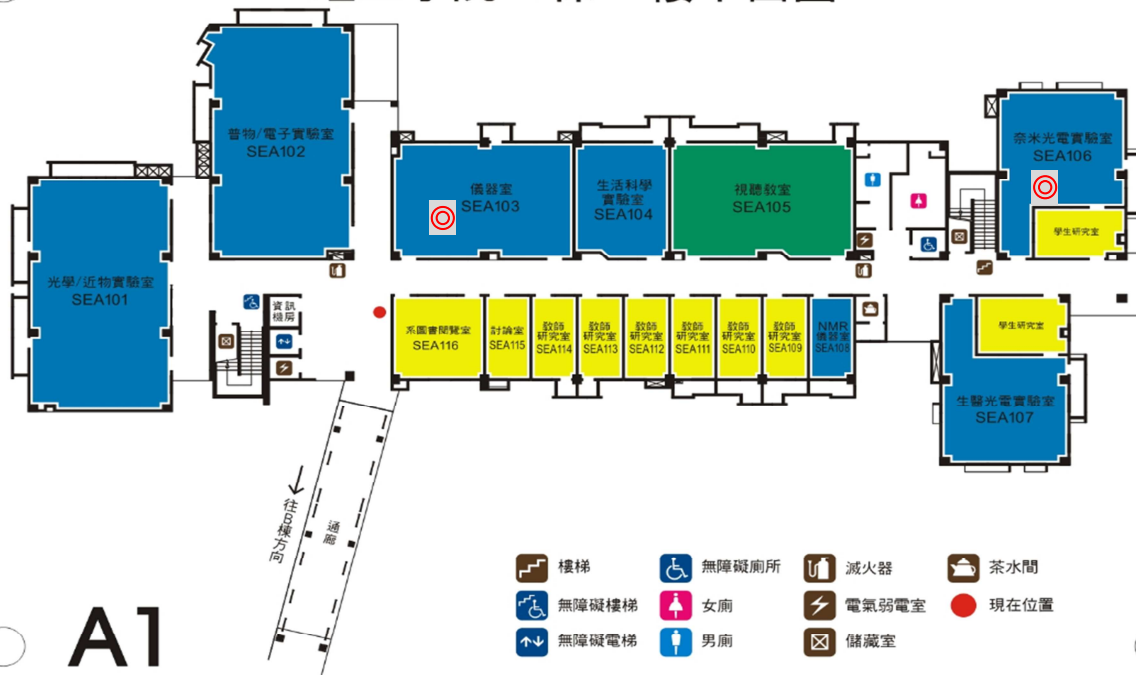 普物/電子實驗室
SEA102
奈米光電實驗室
SEA106
儀器室
SEA103
生活科學
實驗室
SEA104
視聽教室
SEA105
學生研究室
光學/近物實驗室
SEA101
資訊
機房
系圖書閱覽室
SEA116
討論室
SEA115
教師
研究室
SEA114
教師
研究室
SEA113
教師
研究室
SEA112
教師
研究室
SEA111
教師
研究室
SEA110
教師
研究室
SEA109
NMR
儀器室
SEA108
學生研究室
生醫光電實驗室
SEA107
往B棟方向
通廊
樓梯
無障礙廁所
滅火器
茶水間
無障礙樓梯
女廁
電氣弱電室
現在位置
無障礙電梯
男廁
儲藏室
A1